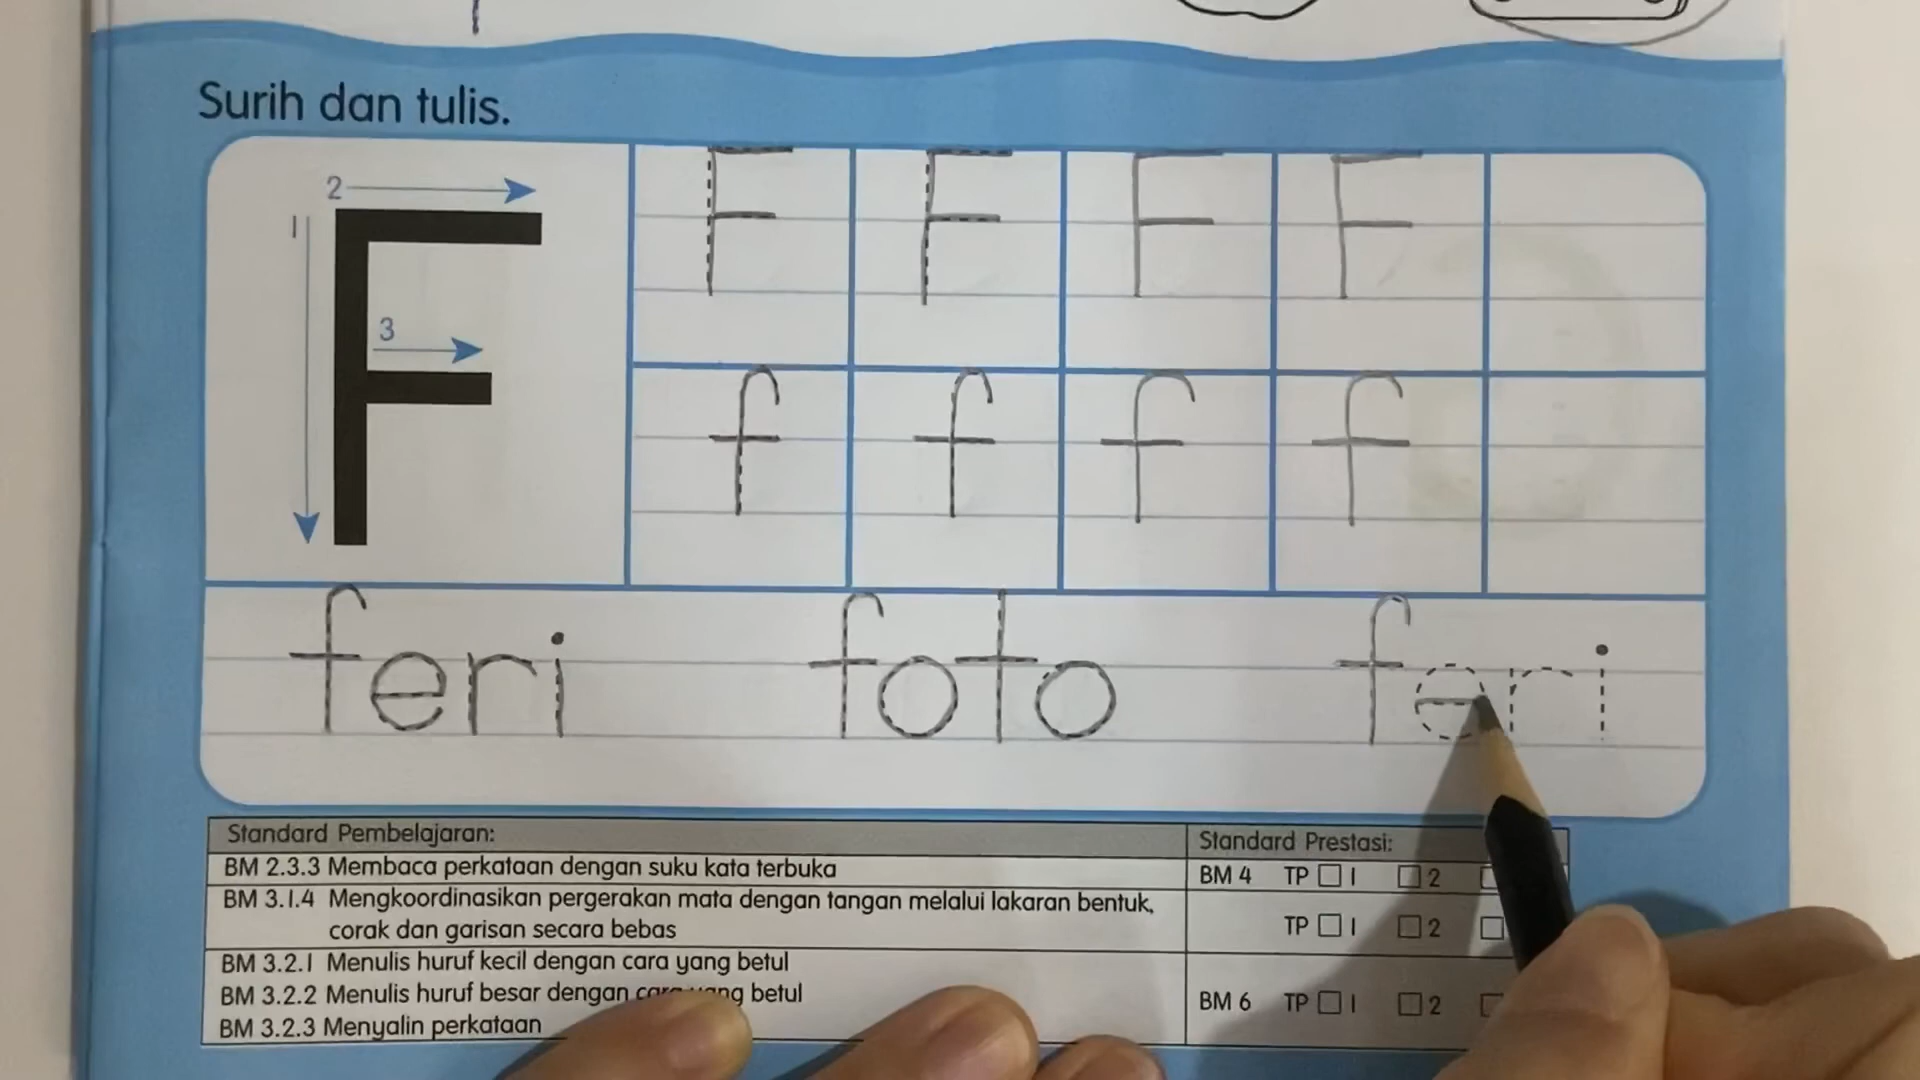 Surih dan tulis.
2
1
F
3
F F F F
f f f f
feri foto feri
Standard Pembelajaran: Standard Prestasi:
BM 2.3.3 Membaca perkataan dengan suku kata terbuka BM 4 TP 1 2
BM 3.1.4 Mengkoordinasikan pergerakan mata dengan tangan melalui lakaran bentuk,
corak dan garisan secara bebas TP 1 2
BM 3.2.1 Menulis huruf kecil dengan cara yang betul
BM 3.2.2 Menulis huruf besar dengan cara yang betul BM 6 TP 1 2
BM 3.2.3 Menyalin perkataan